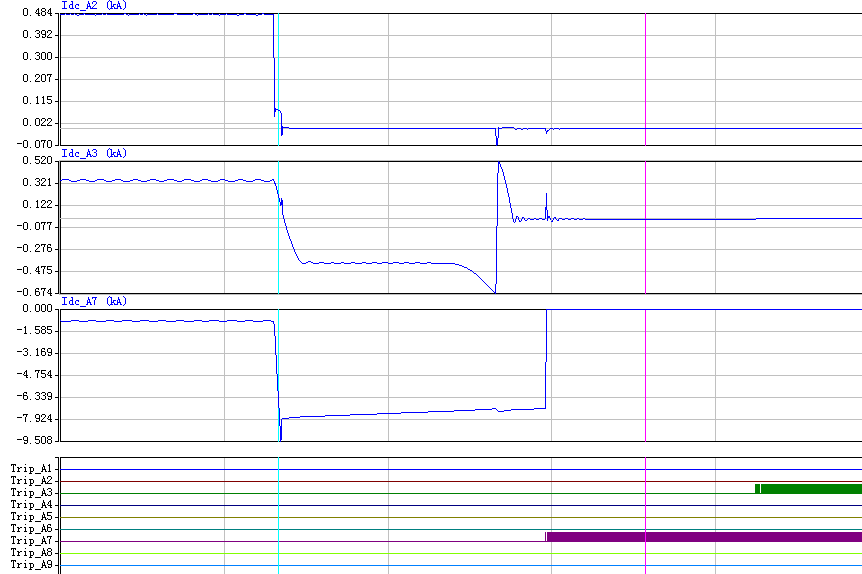 Idc_A2 (kA)
0.484
0.392
0.300
0.207
0.115
0.022
-0.070
Idc_A3 (kA)
0.520
0.321
0.122
-0.077
-0.276
-0.475
-0.674
Idc_A7 (kA)
0.000
-1.585
-3.169
-4.754
-6.339
-7.924
-9.508
Trip_A1
Trip_A2
Trip_A3
Trip_A4
Trip_A5
Trip_A6
Trip_A7
Trip_A8
Trip_A9